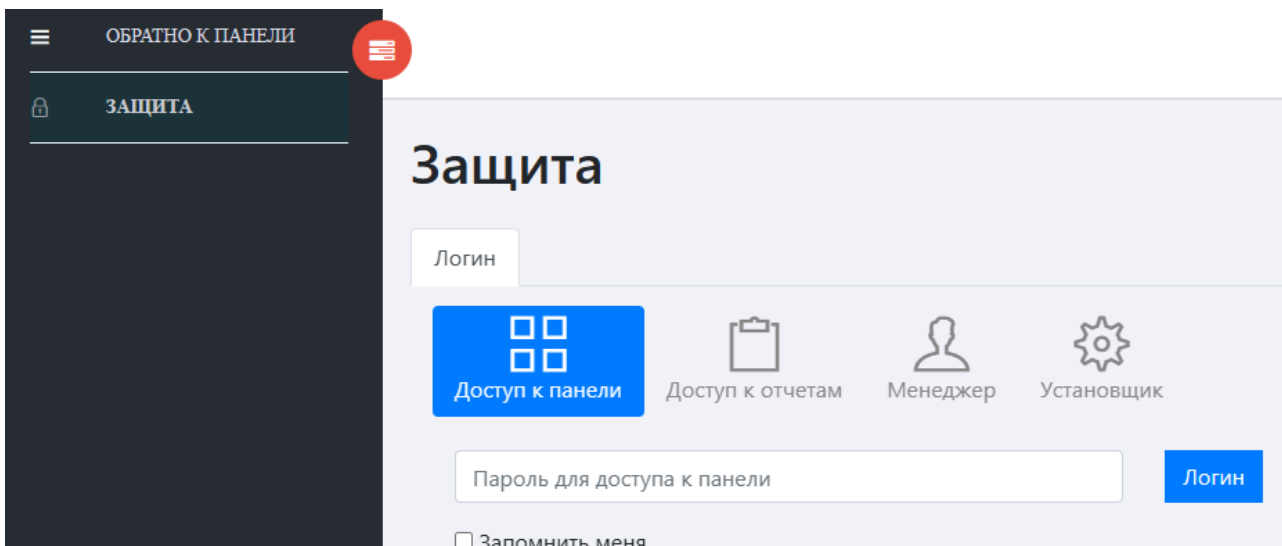 ОБРАТНО К ПАНЕЛИ
ЗАЩИТА
Защита
Логин
Доступ к панели
Доступ к отчетам
Менеджер
Установщик
Пароль для доступа к панели
Логин
Запомнить меня